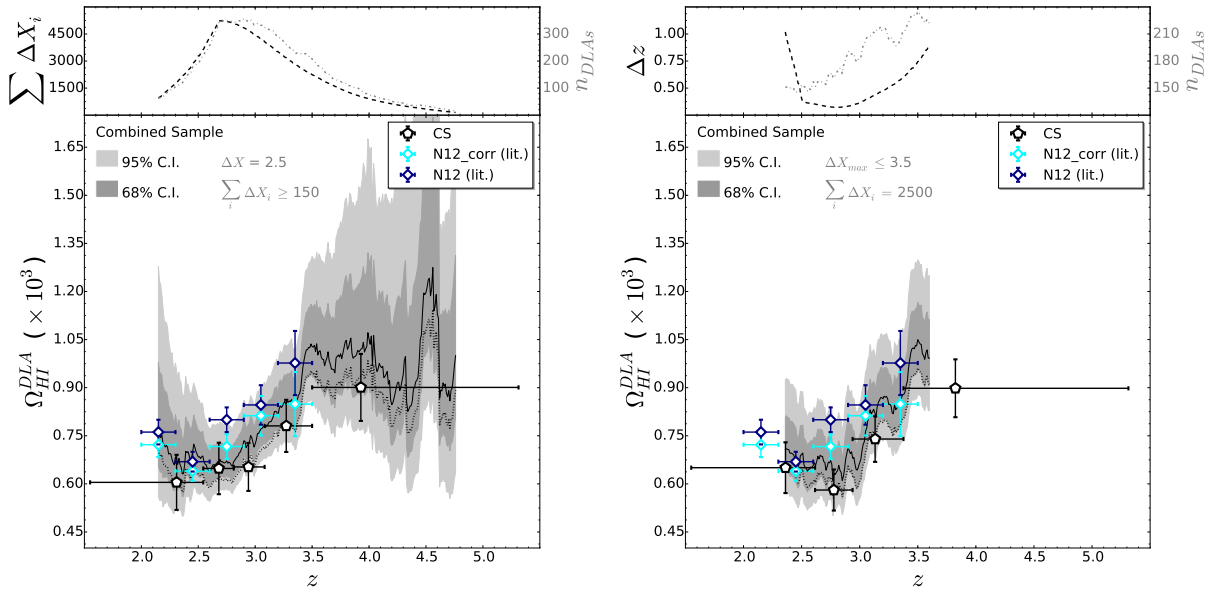 ∑ ΔX_i
4500
3000
1500
300
200
100
n_DLAs
Combined Sample
95% C.I.
68% C.I.
ΔX = 2.5
∑_i ΔX_i ≥ 150
CS
N12_corr (lit.)
N12 (lit.)
Ω_HI^DLA ( × 10³ )
1.65
1.50
1.35
1.20
1.05
0.90
0.75
0.60
0.45
2.0 2.5 3.0 3.5 4.0 4.5 5.0
z
Δz
1.00
0.75
0.50
210
180
150
n_DLAs
Combined Sample
95% C.I.
68% C.I.
ΔX_max ≤ 3.5
∑_i ΔX_i = 2500
CS
N12_corr (lit.)
N12 (lit.)
Ω_HI^DLA ( × 10³ )
1.65
1.50
1.35
1.20
1.05
0.90
0.75
0.60
0.45
2.0 2.5 3.0 3.5 4.0 4.5 5.0
z